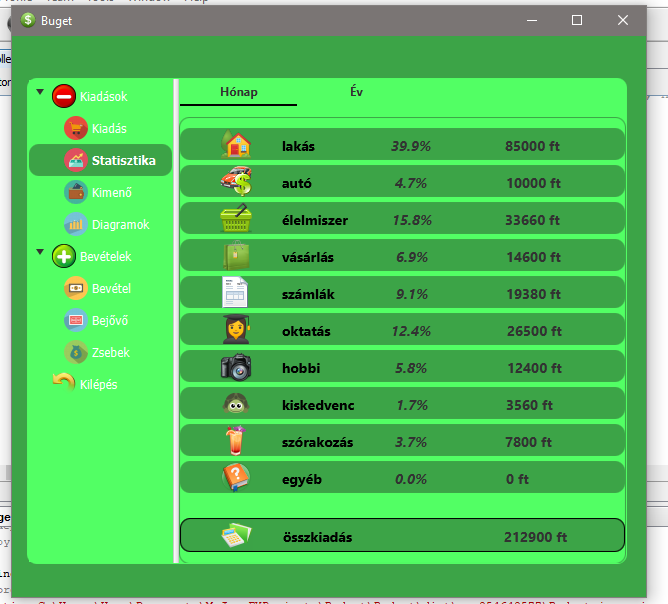 Buget
Hónap Év
Kiadások
Kiadás
Statisztika
Kimenő
Diagramok
Bevételek
Bevétel
Bejövő
Zsebek
Kilépés
lakás 39.9% 85000 ft
autó 4.7% 10000 ft
élelmiszer 15.8% 33660 ft
vásárlás 6.9% 14600 ft
számlák 9.1% 19380 ft
oktatás 12.4% 26500 ft
hobbi 5.8% 12400 ft
kiskedvenc 1.7% 3560 ft
szórakozás 3.7% 7800 ft
egyéb 0.0% 0 ft
összkiadás 212900 ft